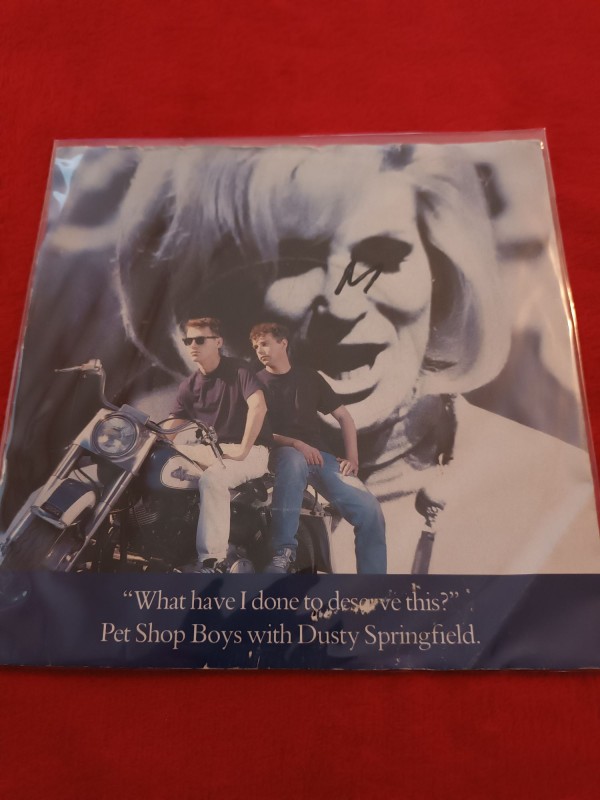 M
"What have I done to deserve this?"
Pet Shop Boys with Dusty Springfield.